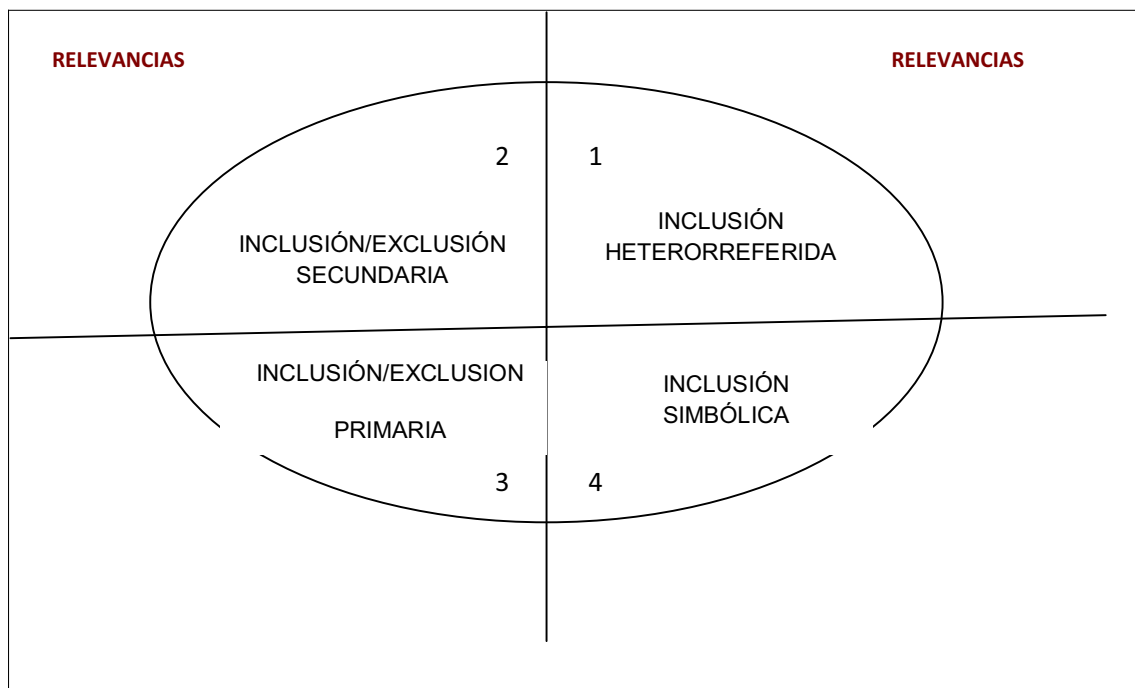 RELEVANCIAS
RELEVANCIAS
2
1
INCLUSIÓN/EXCLUSIÓN
SECUNDARIA
INCLUSIÓN
HETERORREFERIDA
INCLUSIÓN/EXCLUSION
PRIMARIA
INCLUSIÓN
SIMBÓLICA
3
4